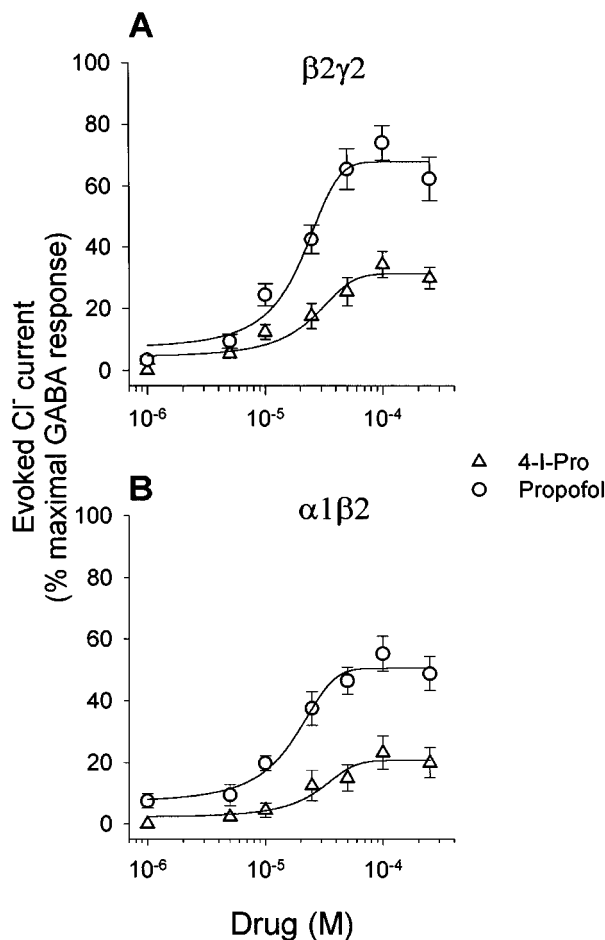 A
β2γ2
100
80
60
40
20
0
10⁻⁶
10⁻⁵
10⁻⁴
Evoked Cl⁻ current
(% maximal GABA response)
4-I-Pro
Propofol
B
α1β2
100
80
60
40
20
0
10⁻⁶
10⁻⁵
10⁻⁴
Drug (M)